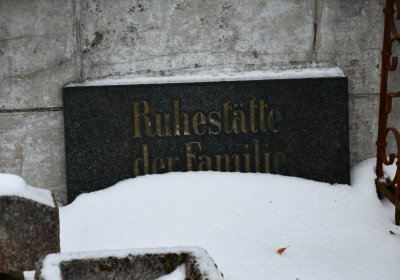 Ruhestätte
der Familie